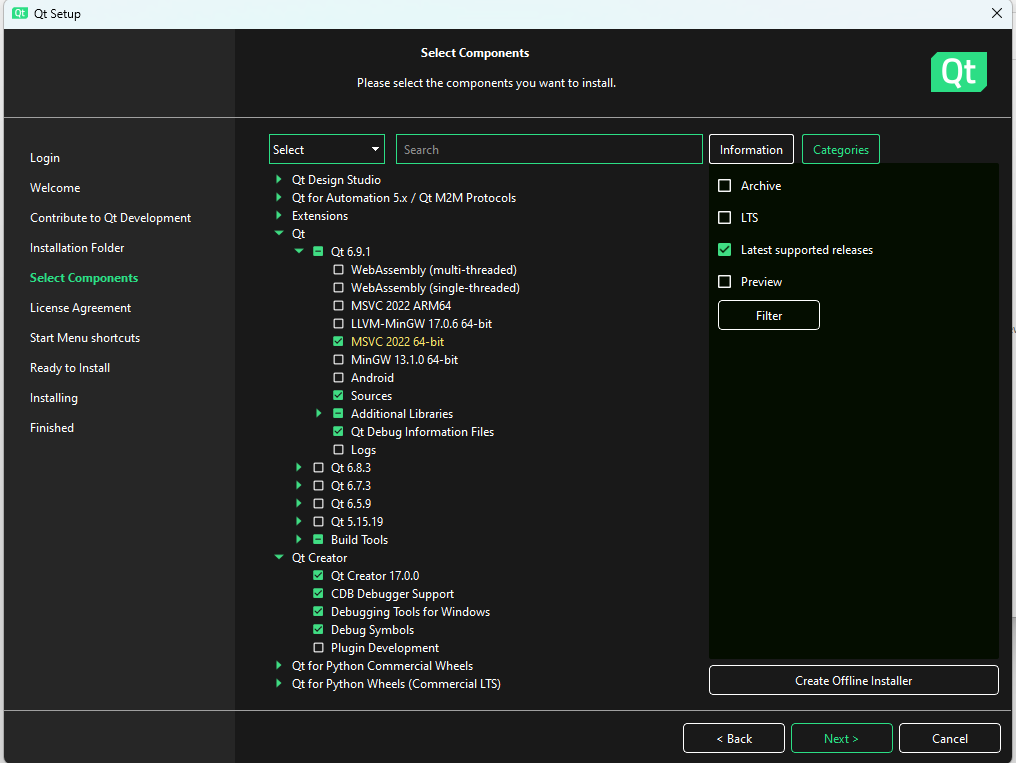 Qt Qt Setup
Select Components
Please select the components you want to install.
Qt
Login
Welcome
Contribute to Qt Development
Installation Folder
Select Components
License Agreement
Start Menu shortcuts
Ready to Install
Installing
Finished
Select
Search
Qt Design Studio
Qt for Automation 5.x / Qt M2M Protocols
Extensions
Qt
Qt 6.9.1
WebAssembly (multi-threaded)
WebAssembly (single-threaded)
MSVC 2022 ARM64
LLVM-MinGW 17.0.6 64-bit
MSVC 2022 64-bit
MinGW 13.1.0 64-bit
Android
Sources
Additional Libraries
Qt Debug Information Files
Logs
Qt 6.8.3
Qt 6.7.3
Qt 6.5.9
Qt 5.15.19
Build Tools
Qt Creator
Qt Creator 17.0.0
CDB Debugger Support
Debugging Tools for Windows
Debug Symbols
Plugin Development
Qt for Python Commercial Wheels
Qt for Python Wheels (Commercial LTS)
Information
Categories
Archive
LTS
Latest supported releases
Preview
Filter
Create Offline Installer
< Back
Next >
Cancel